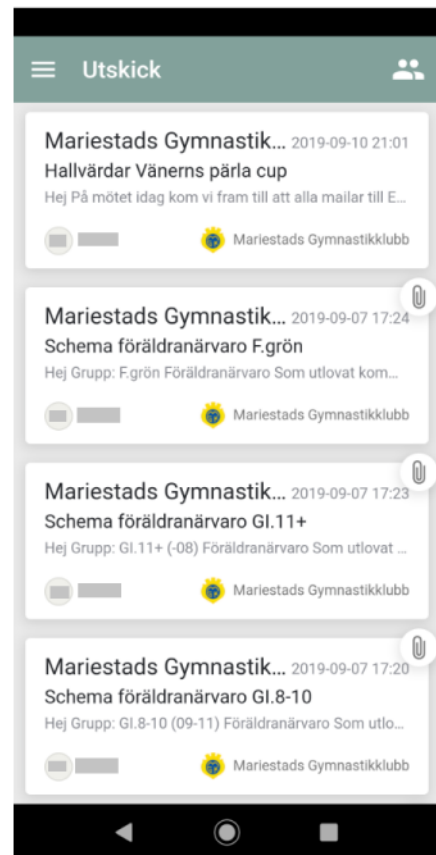 Utskick
Mariestads Gymnastik... 2019-09-10 21:01
Hallvärdar Vänerns pärla cup
Hej På mötet idag kom vi fram till att alla mailar till E...
Mariestads Gymnastikklubb
Mariestads Gymnastik... 2019-09-07 17:24
Schema föräldranärvaro F.grön
Hej Grupp: F.grön Föräldranärvaro Som utlovat kom...
Mariestads Gymnastikklubb
Mariestads Gymnastik... 2019-09-07 17:23
Schema föräldranärvaro GI.11+
Hej Grupp: GI.11+ (-08) Föräldranärvaro Som utlovat ...
Mariestads Gymnastikklubb
Mariestads Gymnastik... 2019-09-07 17:20
Schema föräldranärvaro GI.8-10
Hej Grupp: GI.8-10 (09-11) Föräldranärvaro Som utlo...
Mariestads Gymnastikklubb